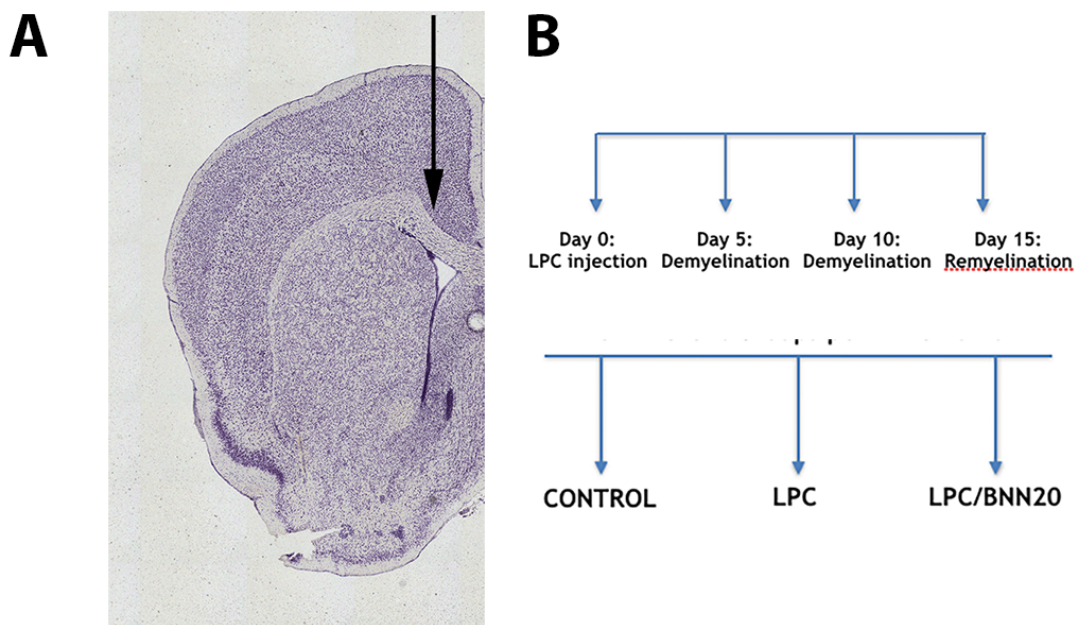 A
B
Day 0:
LPC injection
Day 5:
Demyelination
Day 10:
Demyelination
Day 15:
Remyelination
CONTROL
LPC
LPC/BNN20